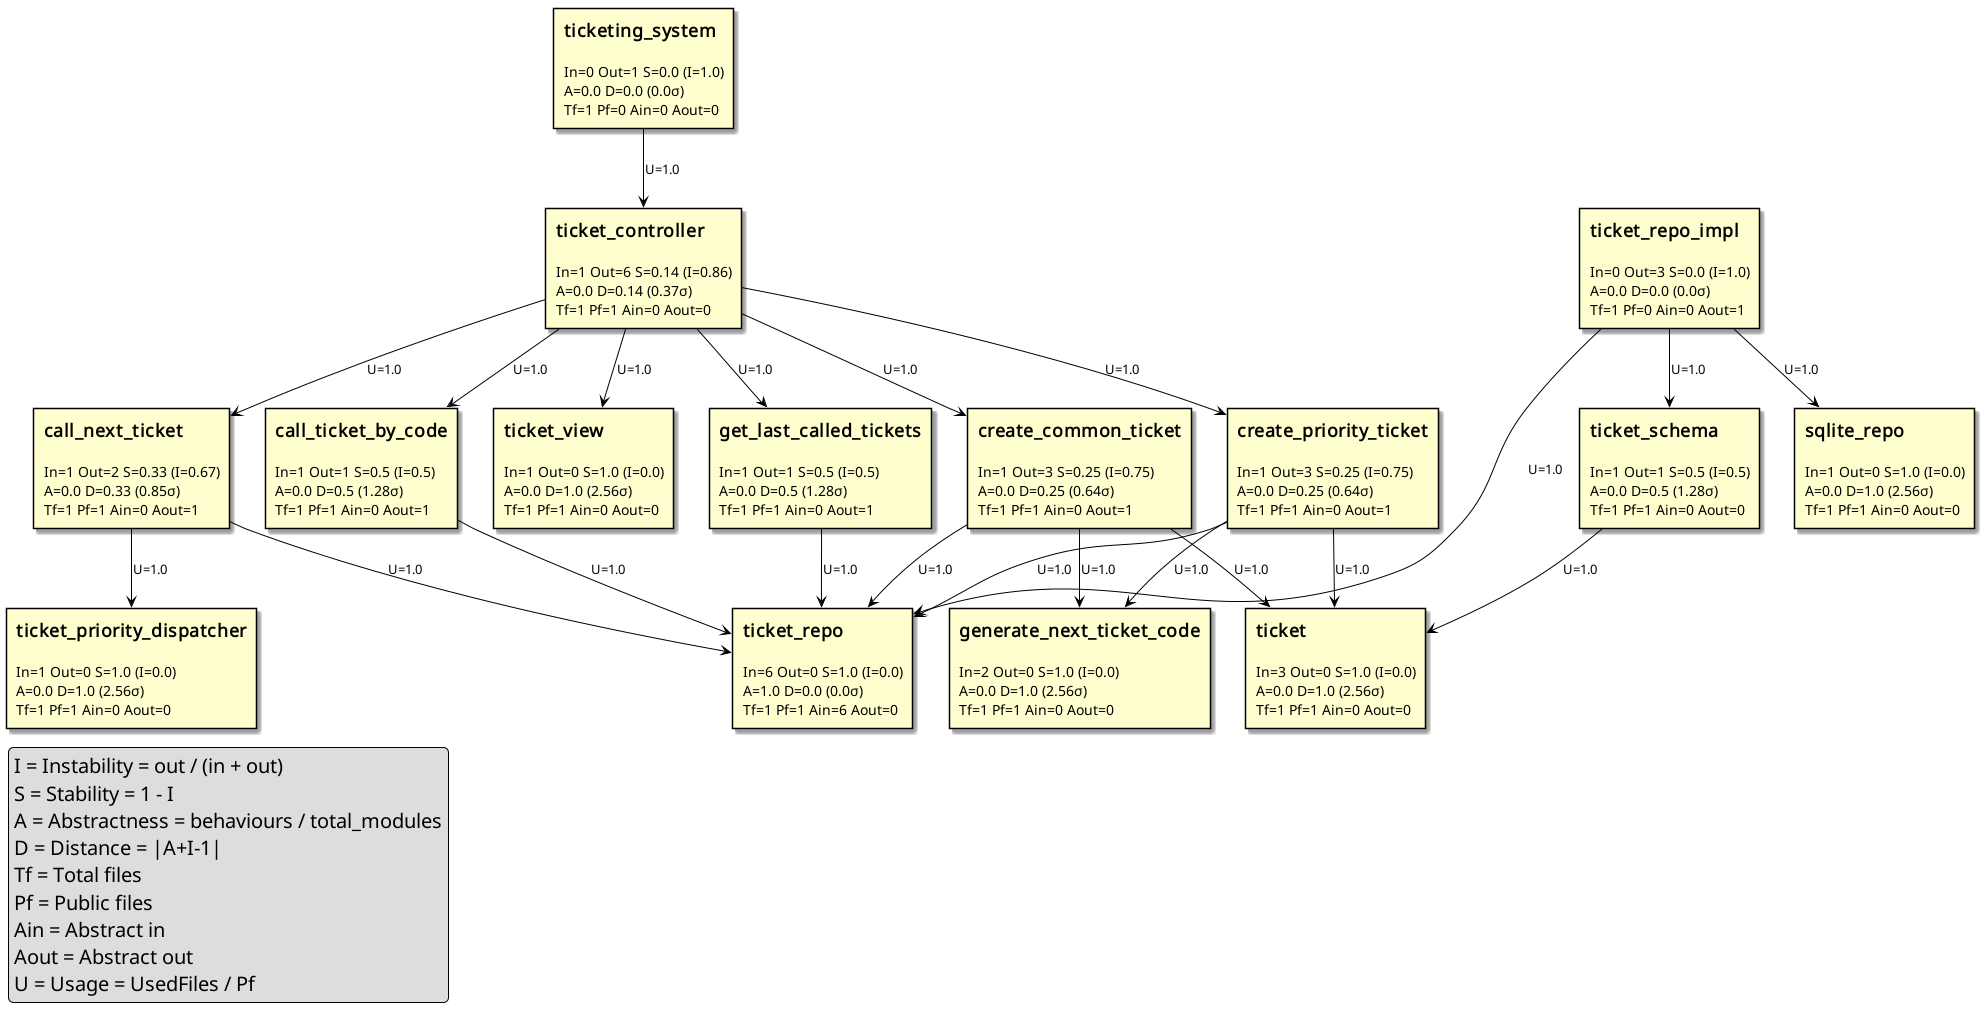 ticketing_system
In=0 Out=1 S=0.0 (I=1.0)
A=0.0 D=0.0 (0.0σ)
Tf=1 Pf=0 Ain=0 Aout=0
U=1.0
ticket_controller
In=1 Out=6 S=0.14 (I=0.86)
A=0.0 D=0.14 (0.37σ)
Tf=1 Pf=1 Ain=0 Aout=0
ticket_repo_impl
In=0 Out=3 S=0.0 (I=1.0)
A=0.0 D=0.0 (0.0σ)
Tf=1 Pf=0 Ain=0 Aout=1
U=1.0
U=1.0
U=1.0
U=1.0
U=1.0
U=1.0
U=1.0
U=1.0
call_next_ticket
In=1 Out=2 S=0.33 (I=0.67)
A=0.0 D=0.33 (0.85σ)
Tf=1 Pf=1 Ain=0 Aout=1
call_ticket_by_code
In=1 Out=1 S=0.5 (I=0.5)
A=0.0 D=0.5 (1.28σ)
Tf=1 Pf=1 Ain=0 Aout=1
ticket_view
In=1 Out=0 S=1.0 (I=0.0)
A=0.0 D=1.0 (2.56σ)
Tf=1 Pf=1 Ain=0 Aout=0
get_last_called_tickets
In=1 Out=1 S=0.5 (I=0.5)
A=0.0 D=0.5 (1.28σ)
Tf=1 Pf=1 Ain=0 Aout=1
create_common_ticket
In=1 Out=3 S=0.25 (I=0.75)
A=0.0 D=0.25 (0.64σ)
Tf=1 Pf=1 Ain=0 Aout=1
create_priority_ticket
In=1 Out=3 S=0.25 (I=0.75)
A=0.0 D=0.25 (0.64σ)
Tf=1 Pf=1 Ain=0 Aout=1
U=1.0
ticket_schema
In=1 Out=1 S=0.5 (I=0.5)
A=0.0 D=0.5 (1.28σ)
Tf=1 Pf=1 Ain=0 Aout=0
sqlite_repo
In=1 Out=0 S=1.0 (I=0.0)
A=0.0 D=1.0 (2.56σ)
Tf=1 Pf=1 Ain=0 Aout=0
U=1.0
U=1.0
U=1.0
U=1.0
U=1.0
U=1.0
U=1.0
U=1.0
U=1.0
U=1.0
U=1.0
ticket_priority_dispatcher
In=1 Out=0 S=1.0 (I=0.0)
A=0.0 D=1.0 (2.56σ)
Tf=1 Pf=1 Ain=0 Aout=0
ticket_repo
In=6 Out=0 S=1.0 (I=0.0)
A=1.0 D=0.0 (0.0σ)
Tf=1 Pf=1 Ain=6 Aout=0
generate_next_ticket_code
In=2 Out=0 S=1.0 (I=0.0)
A=0.0 D=1.0 (2.56σ)
Tf=1 Pf=1 Ain=0 Aout=0
ticket
In=3 Out=0 S=1.0 (I=0.0)
A=0.0 D=1.0 (2.56σ)
Tf=1 Pf=1 Ain=0 Aout=0
I = Instability = out / (in + out)
S = Stability = 1 - I
A = Abstractness = behaviours / total_modules
D = Distance = |A+I-1|
Tf = Total files
Pf = Public files
Ain = Abstract in
Aout = Abstract out
U = Usage = UsedFiles / Pf